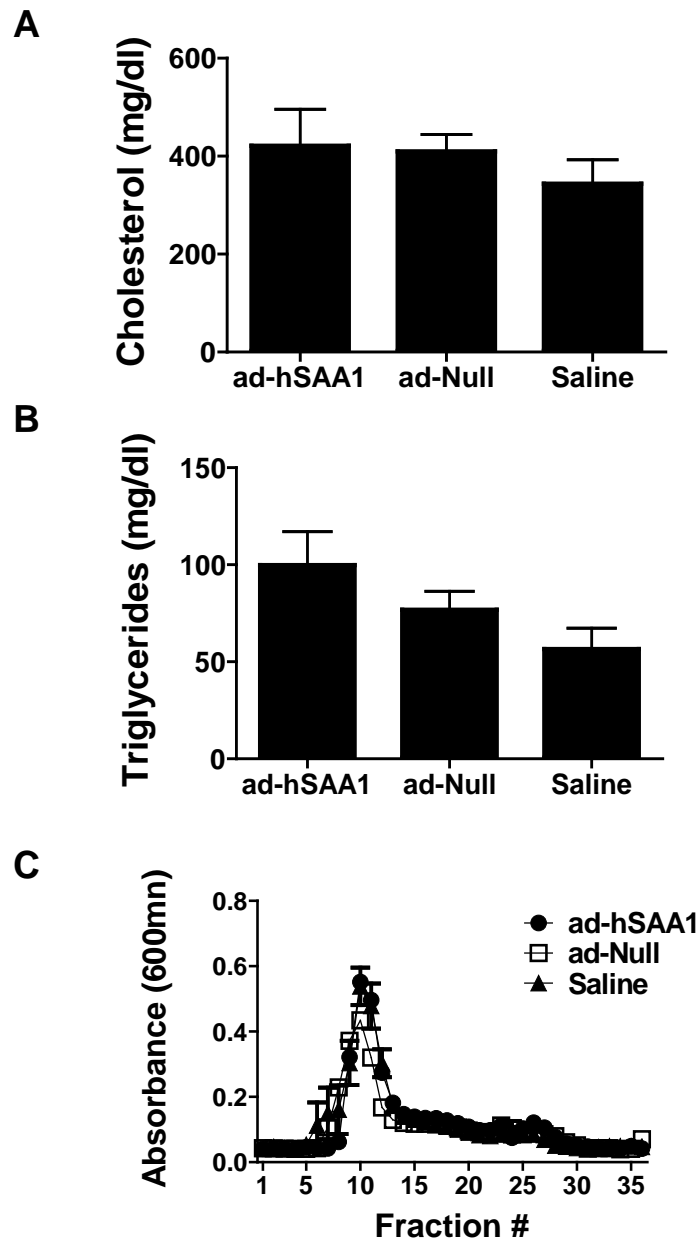 A
Cholesterol (mg/dl)
600
400
200
0
ad-hSAA1 ad-Null Saline
B
Triglycerides (mg/dl)
150
100
50
0
ad-hSAA1 ad-Null Saline
C
Absorbance (600mn)
0.8
0.6
0.4
0.2
0.0
ad-hSAA1
ad-Null
Saline
1 5 10 15 20 25 30 35
Fraction #